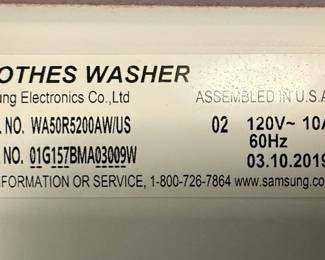 OTHES WASHER
ung Electronics Co.,Ltd ASSEMBLED IN U.S.A
. NO. WA50R5200AW/US 02 120V~ 10A
60Hz
. NO. 01G157BMA03009W 03.10.2019
INFORMATION OR SERVICE, 1-800-726-7864 www.samsung.co